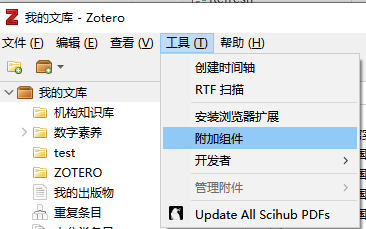 Refresh
我的文库 - Zotero
文件 (F) 编辑 (E) 查看 (V) 工具 (T) 帮助 (H)
创建时间轴
RTF 扫描
安装浏览器扩展
附加组件
开发者
管理附件
Update All Scihub PDFs
我的文库
机构知识库
数字素养
test
ZOTERO
我的出版物
重复条目